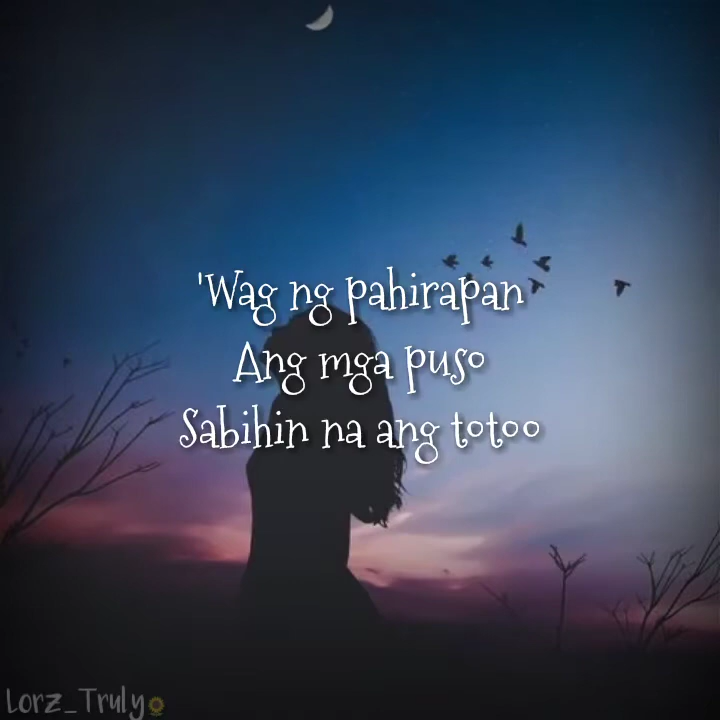 'Wag ng pahirapan
Ang mga puso
Sabihin na ang totoo
Lorz_Truly